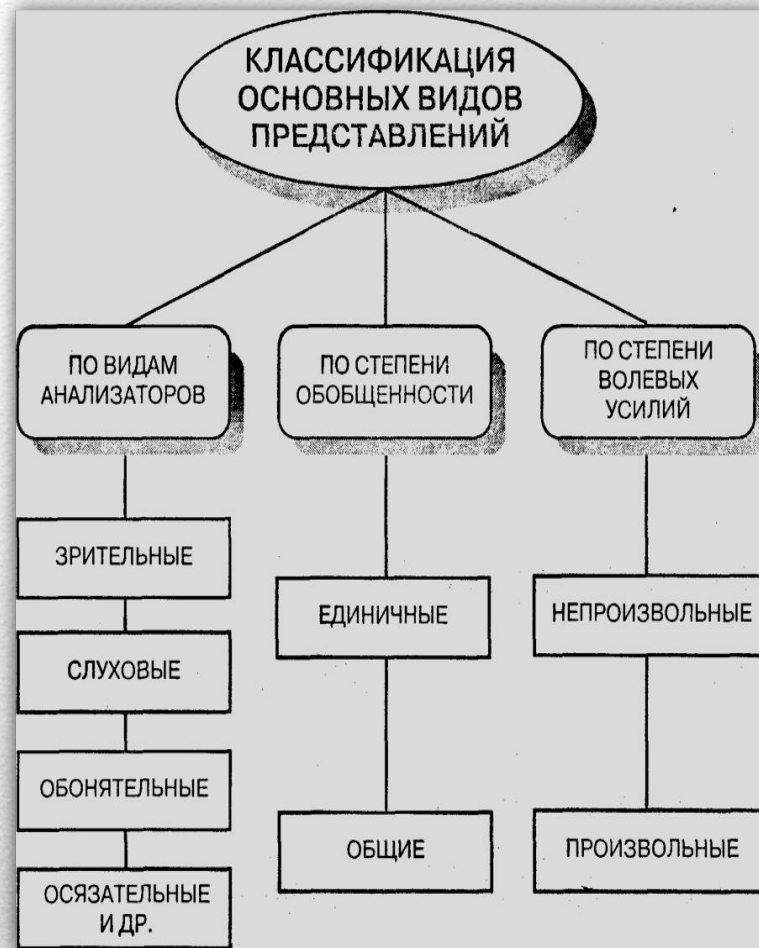 КЛАССИФИКАЦИЯ
ОСНОВНЫХ ВИДОВ
ПРЕДСТАВЛЕНИЙ
ПО ВИДАМ
АНАЛИЗАТОРОВ
ЗРИТЕЛЬНЫЕ
СЛУХОВЫЕ
ОБОНЯТЕЛЬНЫЕ
ОСЯЗАТЕЛЬНЫЕ
И ДР.
ПО СТЕПЕНИ
ОБОБЩЕННОСТИ
ЕДИНИЧНЫЕ
ОБЩИЕ
ПО СТЕПЕНИ
ВОЛЕВЫХ
УСИЛИЙ
НЕПРОИЗВОЛЬНЫЕ
ПРОИЗВОЛЬНЫЕ